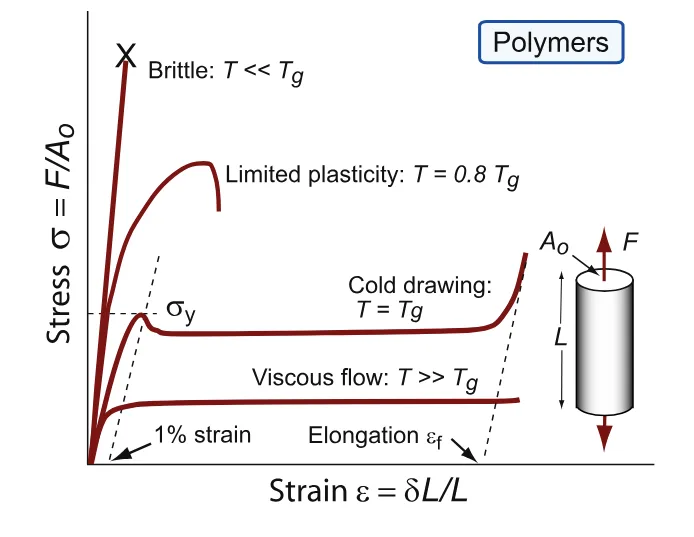 Polymers
X
Brittle: T << Tg
Limited plasticity: T = 0.8 Tg
Stress σ = F/Ao
Ao
F
Cold drawing:
T = Tg
σy
L
Viscous flow: T >> Tg
1% strain
Elongation εf
Strain ε = δL/L